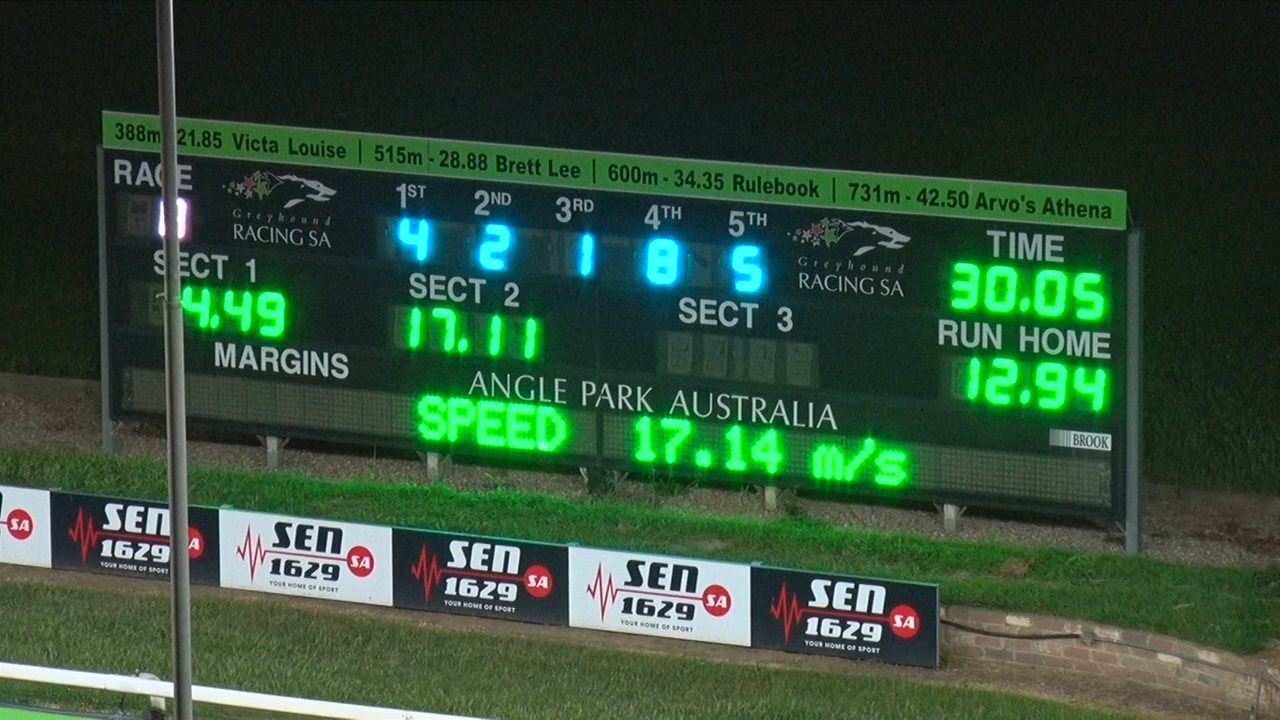 388m 21.85 Victa Louise | 515m - 28.88 Brett Lee | 600m - 34.35 Rulebook | 731m - 42.50 Arvo's Athena
RACE
Greyhound
RACING SA
1ST 2ND 3RD 4TH 5TH
4 2 1 8 5
Greyhound
RACING SA
TIME
30.05
SECT 1
4.49
SECT 2
17.11
SECT 3
RUN HOME
12.94
MARGINS
ANGLE PARK AUSTRALIA
SPEED 17.14 m/s
BROOK
SA
SEN
1629 SA
YOUR HOME OF SPORT
SEN
1629 SA
YOUR HOME OF SPORT
SEN
1629 SA
YOUR HOME OF SPORT
SEN
1629 SA
YOUR HOME OF SPORT
SEN
1629 SA
YOUR HOME OF SPORT